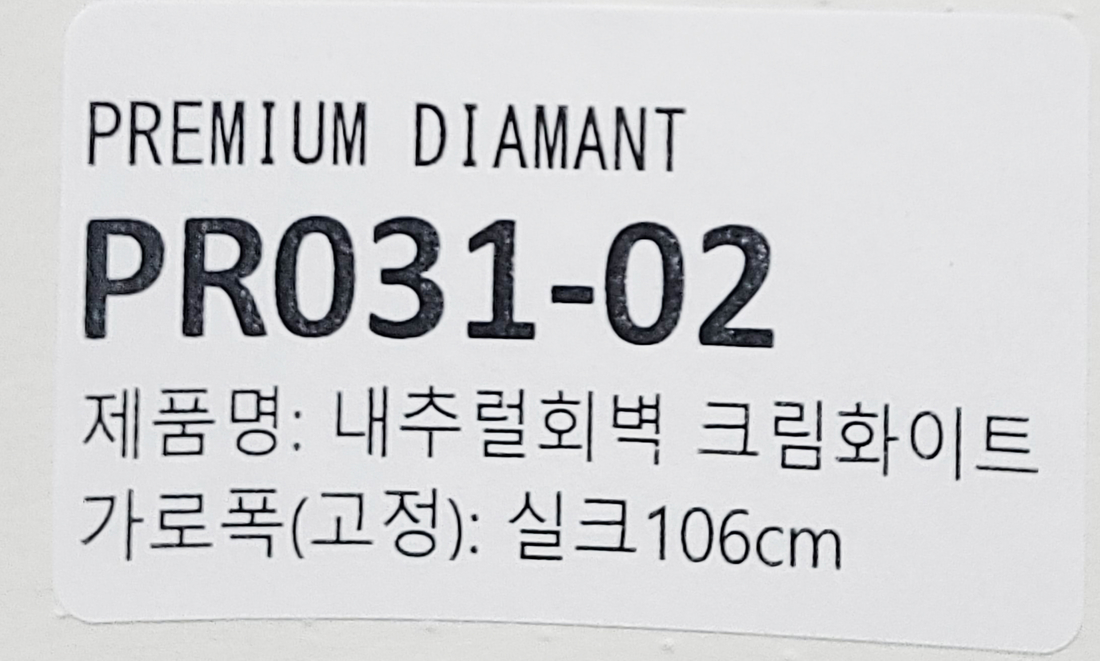 PREMIUM DIAMANT
PR031-02
제품명: 내추럴회벽 크림화이트
가로폭(고정): 실크106cm